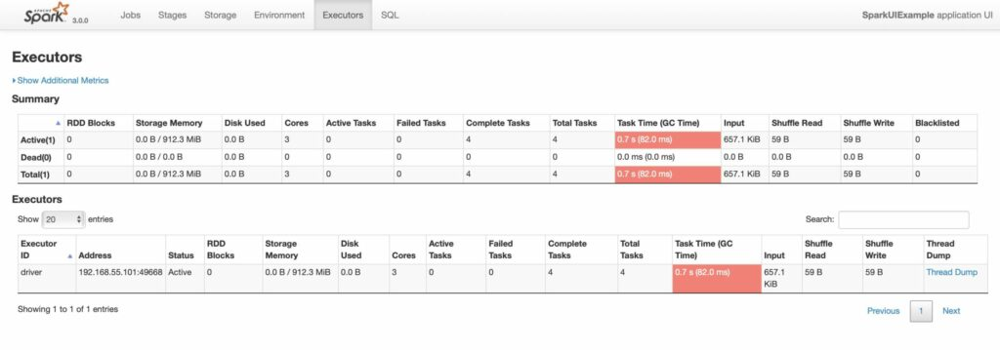 APACHE Spark 3.0.0 Jobs Stages Storage Environment Executors SQL SparkUIExample application UI
Executors
Show Additional Metrics
Summary
RDD Blocks Storage Memory Disk Used Cores Active Tasks Failed Tasks Complete Tasks Total Tasks Task Time (GC Time) Input Shuffle Read Shuffle Write Blacklisted
Active(1) 0 0.0 B / 912.3 MiB 0.0 B 3 0 0 4 4 0.7 s (82.0 ms) 657.1 KiB 59 B 59 B 0
Dead(0) 0 0.0 B / 0.0 B 0.0 B 0 0 0 0 0 0.0 ms (0.0 ms) 0.0 B 0.0 B 0.0 B 0
Total(1) 0 0.0 B / 912.3 MiB 0.0 B 3 0 0 4 4 0.7 s (82.0 ms) 657.1 KiB 59 B 59 B 0
Executors
Show 20 entries Search:
Executor ID Address Status RDD Blocks Storage Memory Disk Used Cores Active Tasks Failed Tasks Complete Tasks Total Tasks Task Time (GC Time) Input Shuffle Read Shuffle Write Thread Dump
driver 192.168.55.101:49668 Active 0 0.0 B / 912.3 MiB 0.0 B 3 0 0 4 4 0.7 s (82.0 ms) 657.1 KiB 59 B 59 B Thread Dump
Showing 1 to 1 of 1 entries Previous 1 Next